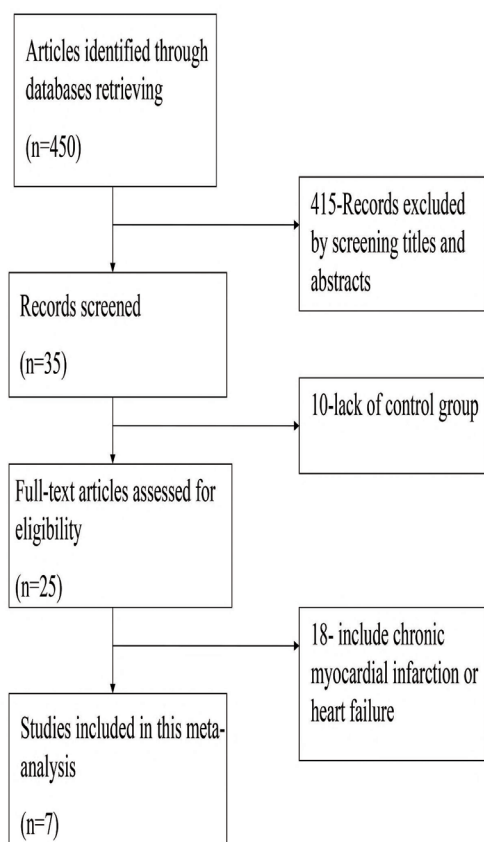 Articles identified through
databases retrieving
(n=450)
415-Records excluded
by screening titles and
abstracts
Records screened
(n=35)
10-lack of control group
Full-text articles assessed for
eligibility
(n=25)
18- include chronic
myocardial infarction or
heart failure
Studies included in this meta-
analysis
(n=7)